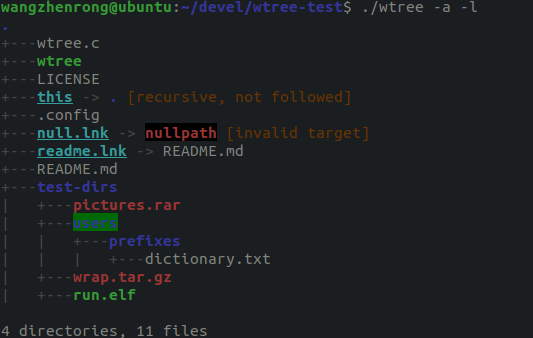 wangzhenrong@ubuntu:~/devel/wtree-test$ ./wtree -a -l
.
+---wtree.c
+---wtree
+---LICENSE
+---this -> . [recursive, not followed]
+---.config
+---null.lnk -> nullpath [invalid target]
+---readme.lnk -> README.md
+---README.md
+---test-dirs
|   +---pictures.rar
|   +---users
|   |   +---prefixes
|   |   |   +---dictionary.txt
|   +---wrap.tar.gz
|   +---run.elf
4 directories, 11 files